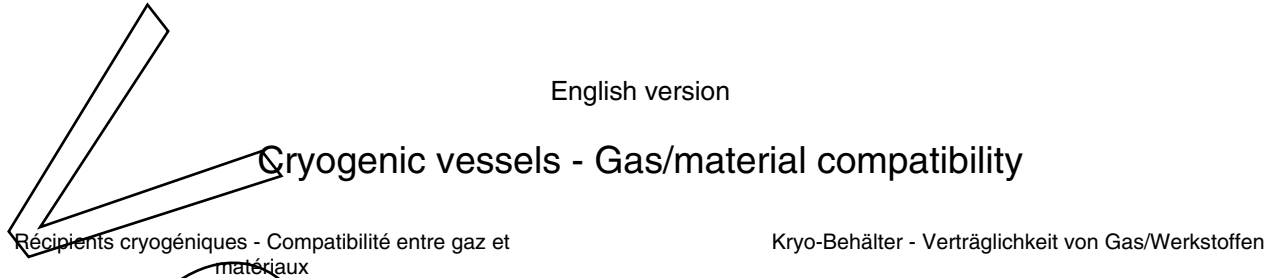 English version
Cryogenic vessels - Gas/material compatibility
Récipients cryogéniques - Compatibilité entre gaz et
matériaux
Kryo-Behälter - Verträglichkeit von Gas/Werkstoffen